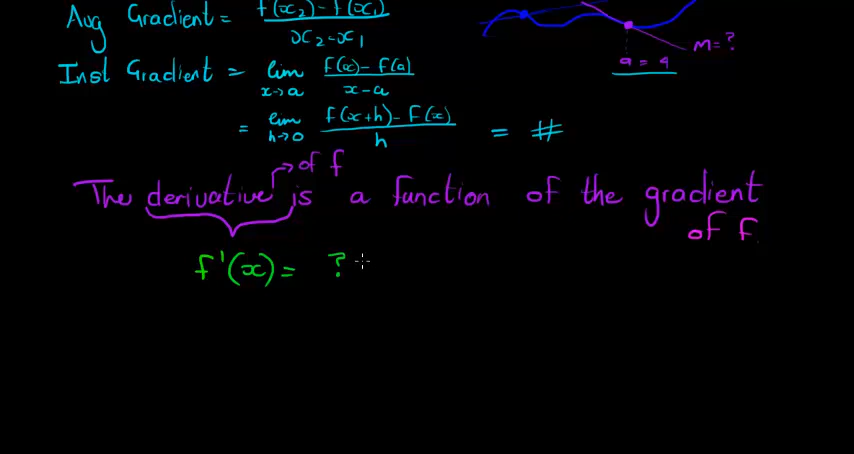 Avg Gradient = f(x₂) - f(x₁) / x₂ - x₁
m = ?
a = 4
Inst Gradient = lim x→a f(x) - f(a) / x - a
= lim h→0 f(x+h) - f(x) / h = #
→ of f
The derivative is a function of the gradient
of f
f'(x) = ?